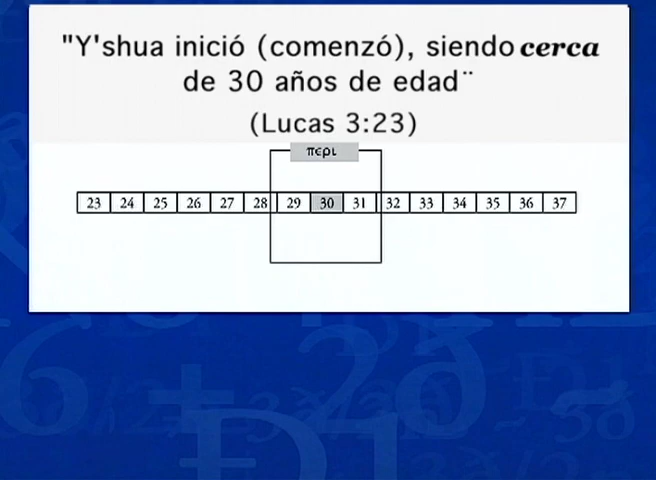 "Y'shua inició (comenzó), siendo cerca
de 30 años de edad¨
(Lucas 3:23)
περι
23 24 25 26 27 28 29 30 31 32 33 34 35 36 37